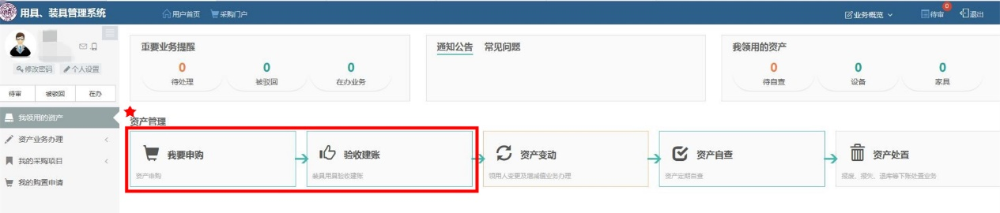 用具、装具管理系统 用户首页 采购门户 业务概览 待审 0 退出
修改密码 个人设置
待审 被驳回 在办
我领用的资产
资产业务办理
我的采购项目
我的购置申请
重要业务提醒
0 0 0
待处理 被驳回 在办业务
通知公告 常见问题
我领用的资产
0 0 0
待自查 设备 家具
资产管理
我要申购
资产申购
验收建账
装具用具验收建账
资产变动
领用人变更及增减值业务办理
资产自查
资产定期自查
资产处置
报废、报失、退库等下账处置业务